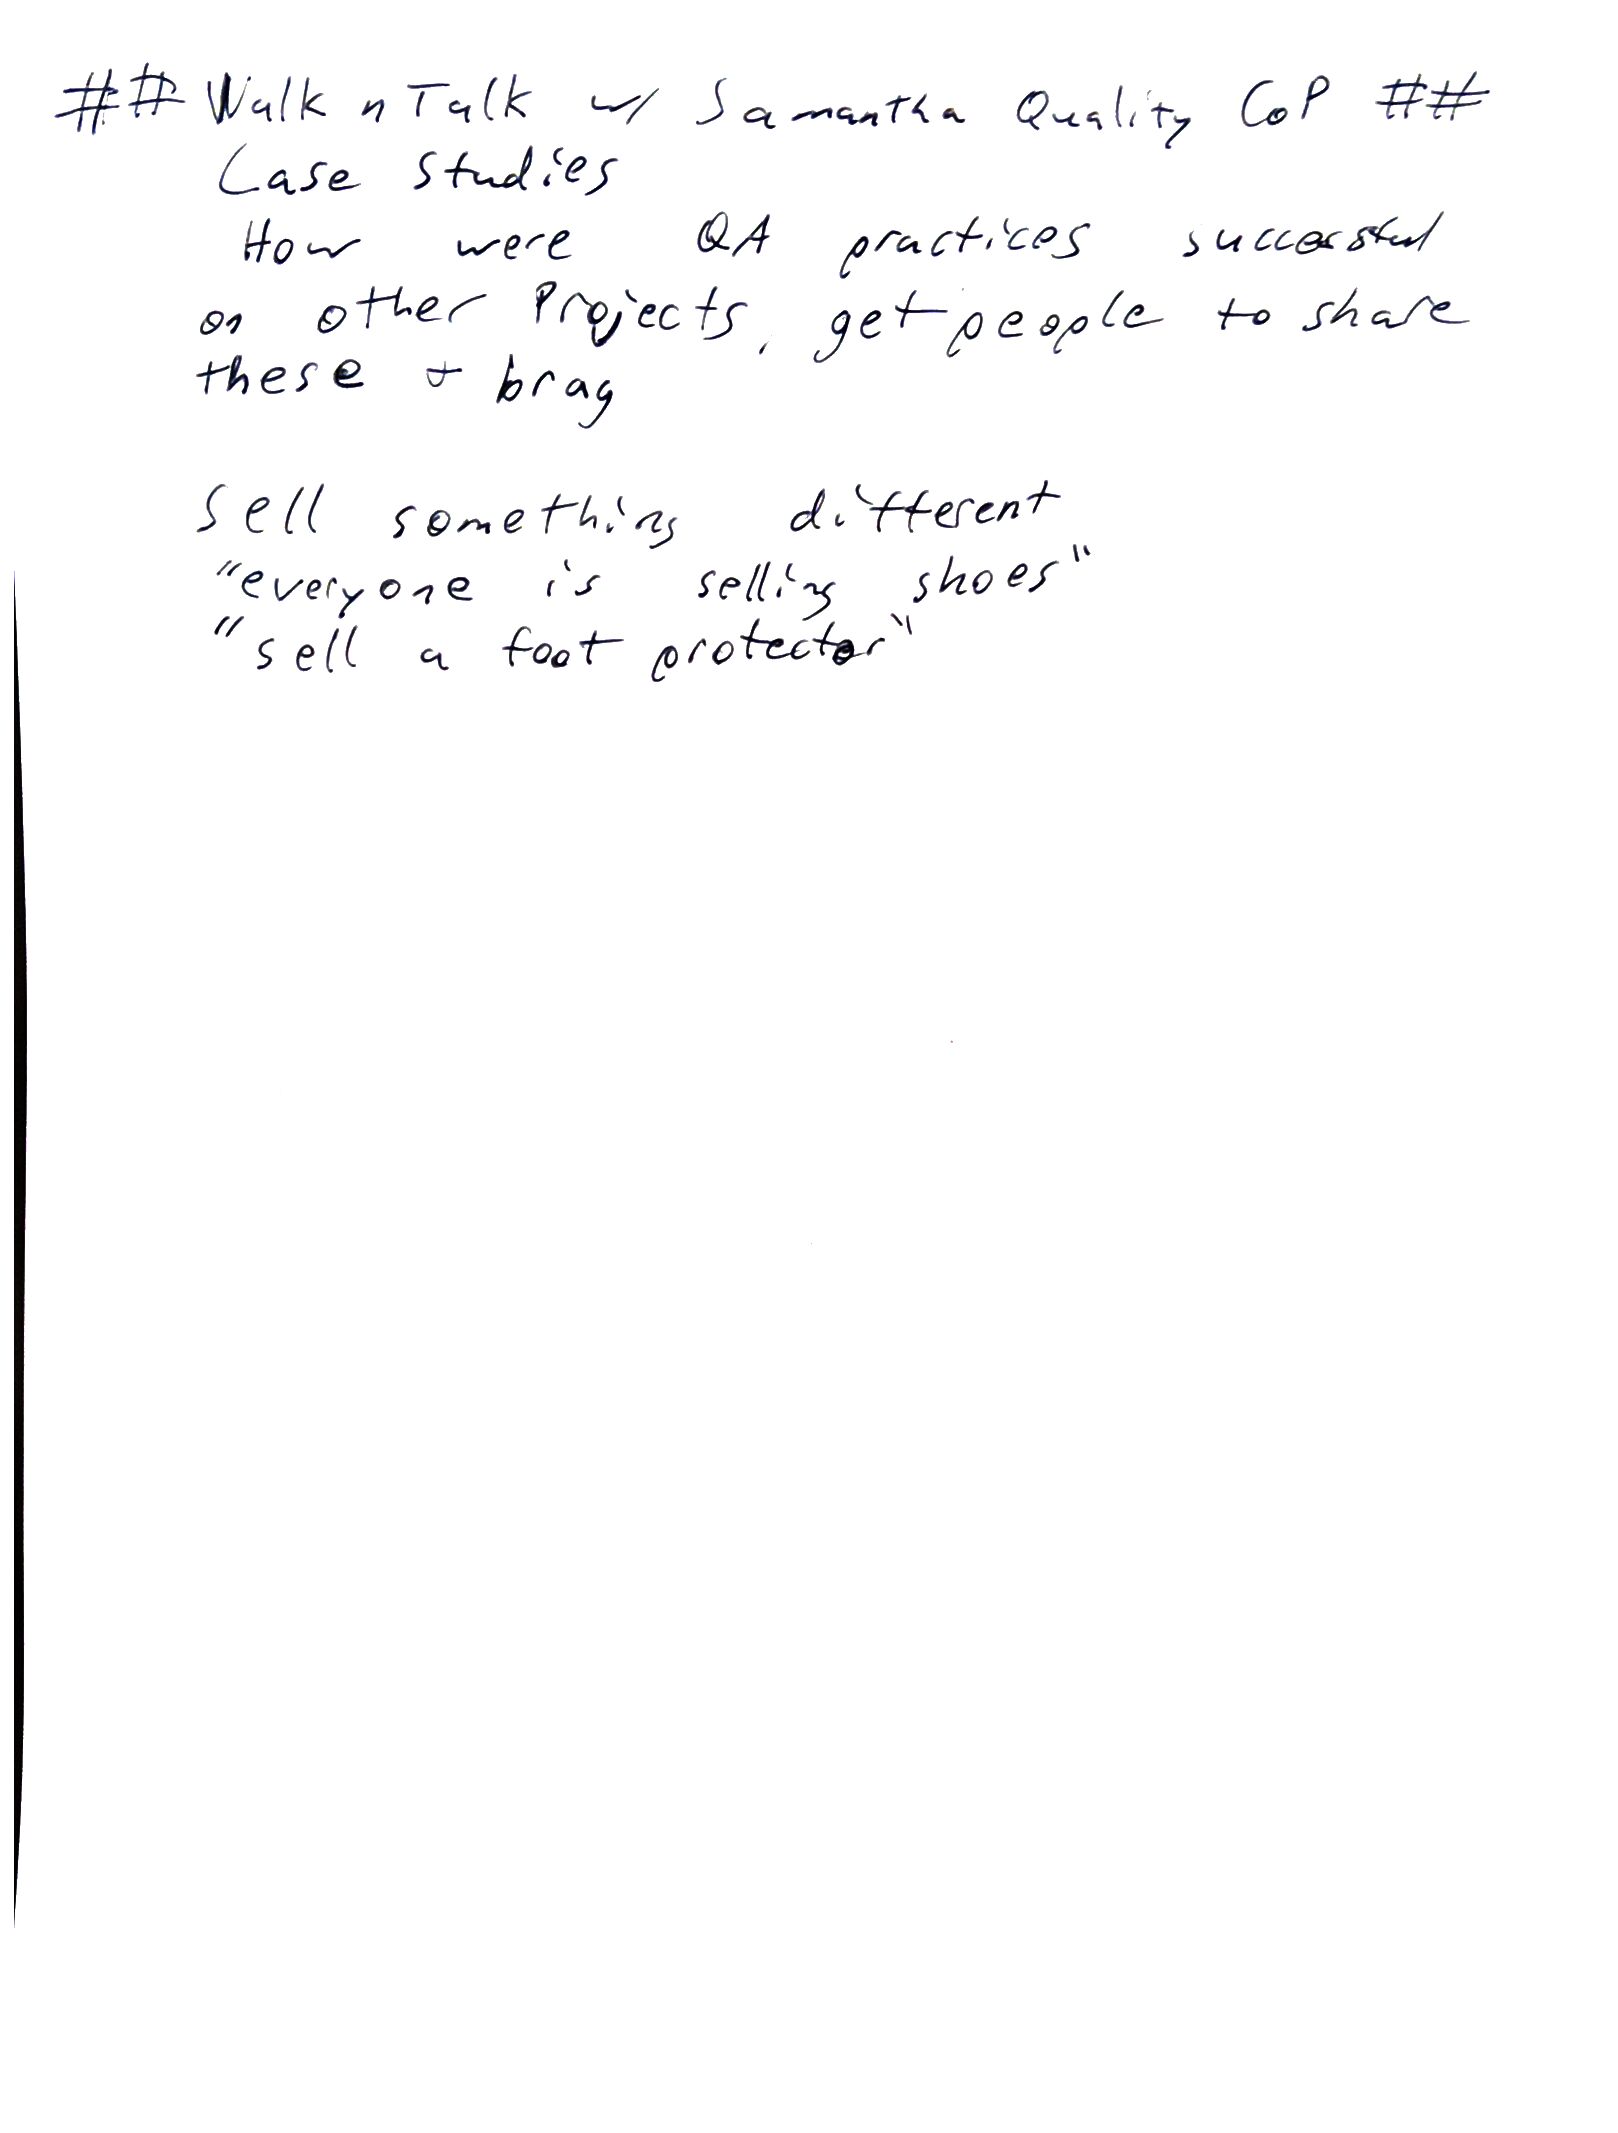 ## Walk n Talk w/ Samantha Quality CoP ##
Case Studies
How were QA practices successful
on other Projects, get people to share
these + brag
Sell something different
"everyone is selling shoes"
"sell a foot protector"